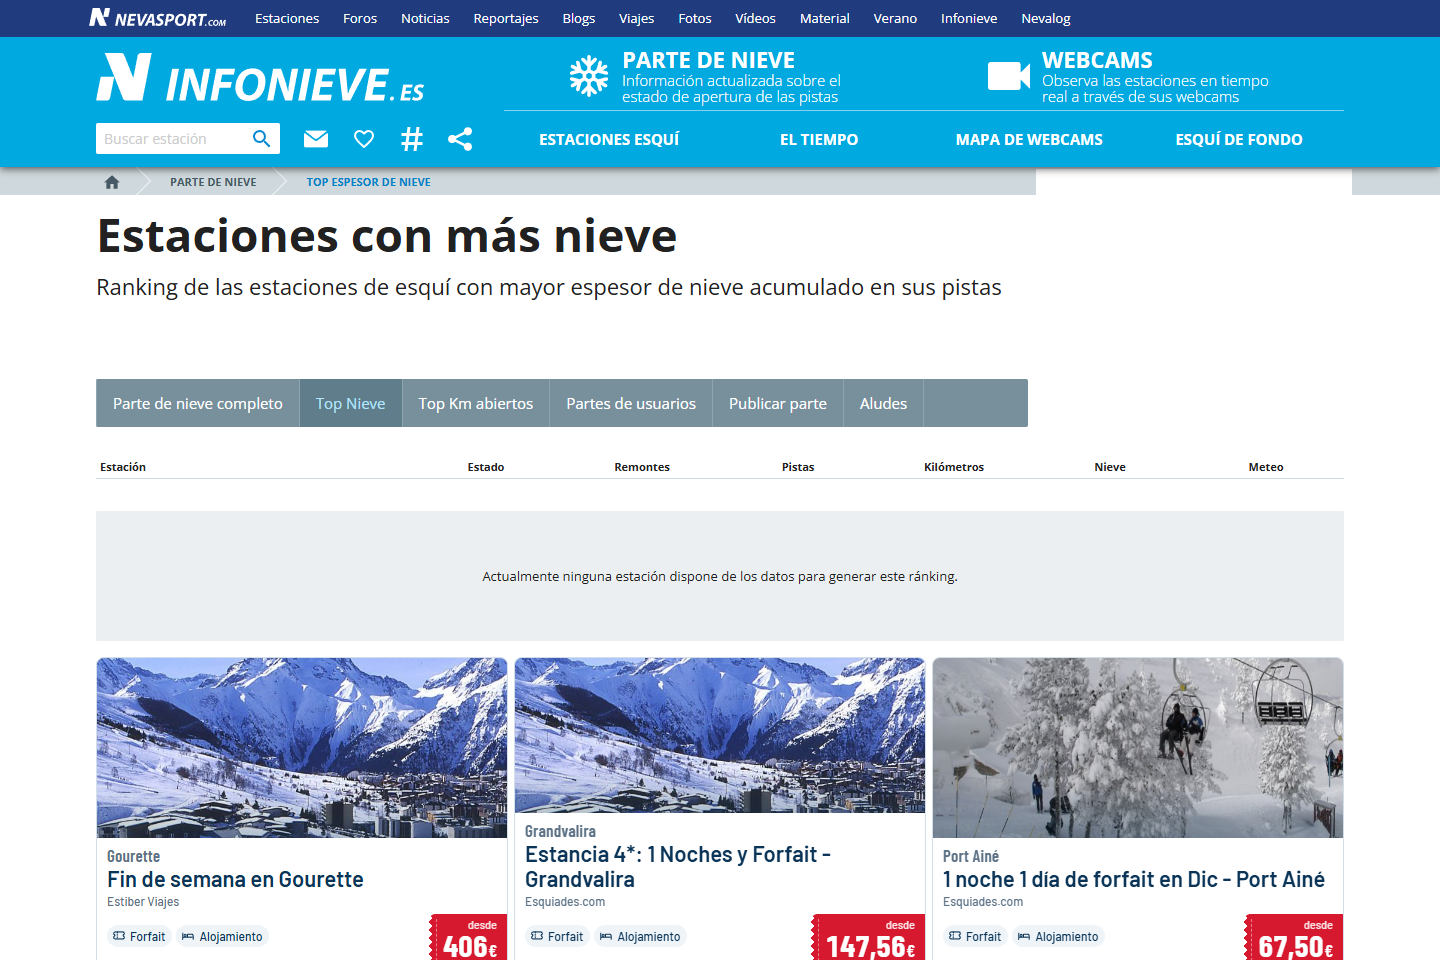 NEVASPORT.COM Estaciones Foros Noticias Reportajes Blogs Viajes Fotos Vídeos Material Verano Infonieve Nevalog
INFONIEVE.ES
PARTE DE NIEVE
Información actualizada sobre el
estado de apertura de las pistas
WEBCAMS
Observa las estaciones en tiempo
real a través de sus webcams
Buscar estación
ESTACIONES ESQUÍ EL TIEMPO MAPA DE WEBCAMS ESQUÍ DE FONDO
PARTE DE NIEVE TOP ESPESOR DE NIEVE
Estaciones con más nieve
Ranking de las estaciones de esquí con mayor espesor de nieve acumulado en sus pistas
Parte de nieve completo Top Nieve Top Km abiertos Partes de usuarios Publicar parte Aludes
Estación Estado Remontes Pistas Kilómetros Nieve Meteo
Actualmente ninguna estación dispone de los datos para generar este ránking.
Gourette
Fin de semana en Gourette
Estiber Viajes
Forfait Alojamiento
desde
406€
Grandvalira
Estancia 4*: 1 Noches y Forfait -
Grandvalira
Esquiades.com
Forfait Alojamiento
desde
147,56€
Port Ainé
1 noche 1 día de forfait en Dic - Port Ainé
Esquiades.com
Forfait Alojamiento
desde
67,50€